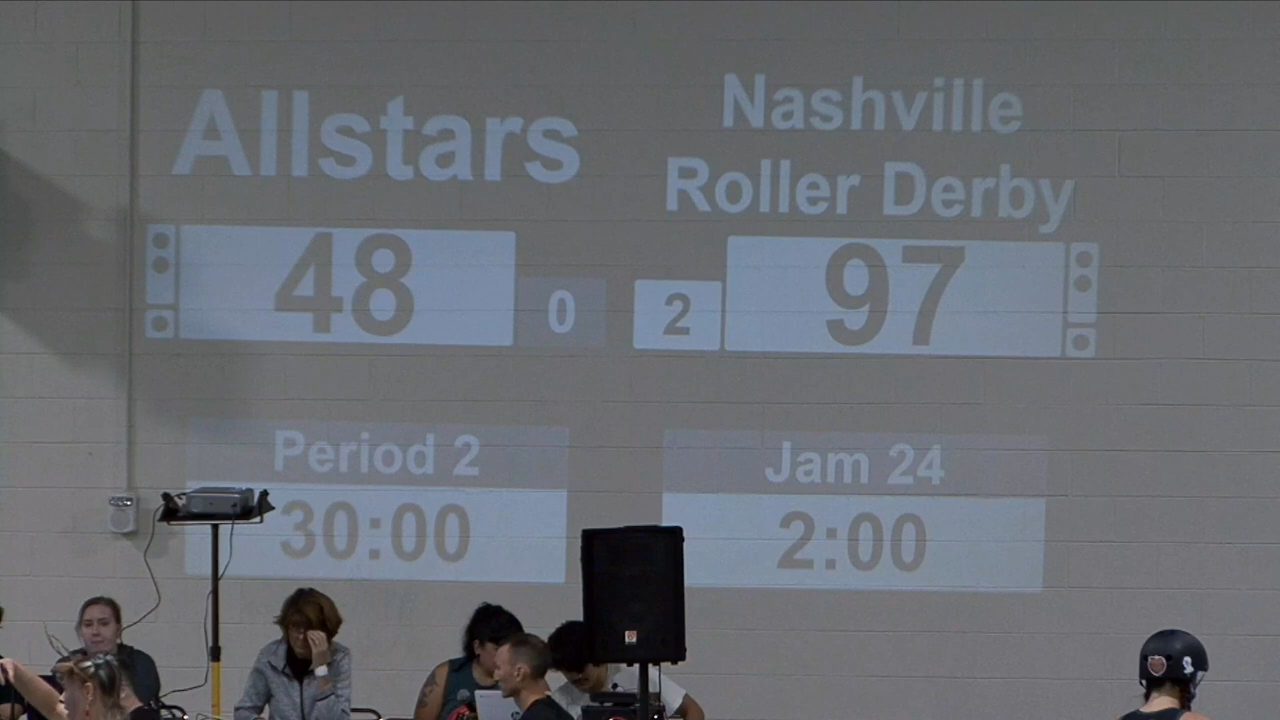 Allstars
Nashville
Roller Derby
48
0
2
97
Period 2
Jam 24
30:00
2:00